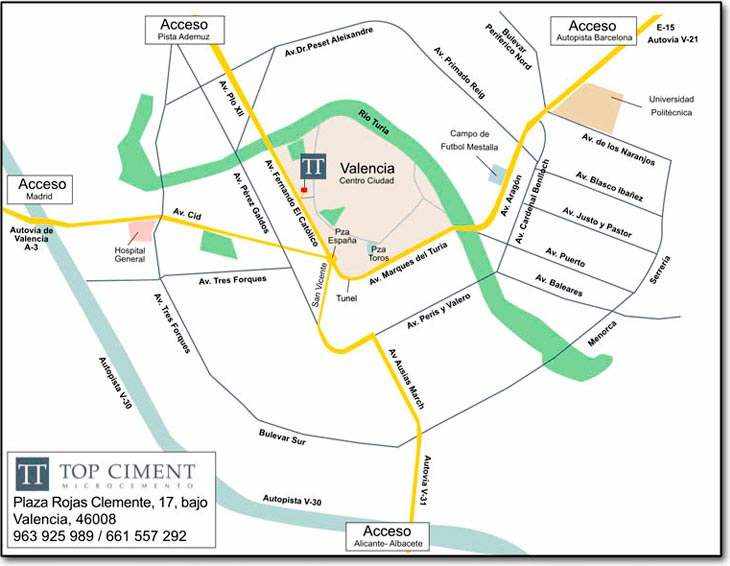 Acceso
Pista Ademuz
Acceso
Autopista Barcelona
E-15
Autovía V-21
Bulevar
Periferico Nord
Av.Dr.Peset Aleixandre
Av. Primado Reig
Av. Pío XII
Río Turia
Universidad
Politècnica
Campo de
Futbol Mestalla
Av. de los Naranjos
TT
Valencia
Centro Ciudad
Av. Blasco Ibañez
Acceso
Madrid
Av. Fernando El Católico
Av. Pérez Galdos
Av. Aragón
Av. Cardenal Benlloch
Av. Cid
Av. Justo y Pastor
Autovia de
Valencia
A-3
Hospital
General
Pza
España
Pza
Toros
Av. Marques del Turia
Av. Puerto
Serrería
Av. Tres Forques
San Vicente
Tunel
Av. Baleares
Av. Tres Forques
Av. Peris y Valero
Menorca
Autopista V-30
Av Ausias March
Bulevar Sur
Autovía V-31
TT TOP CIMENT
MICROCEMENTO
Plaza Rojas Clemente, 17, bajo
Valencia, 46008
963 925 989 / 661 557 292
Autopista V-30
Acceso
Alicante- Albacete